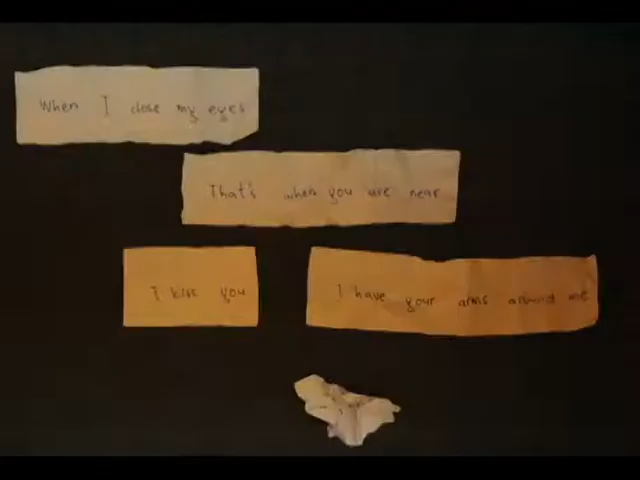 When I close my eyes
That's when you are near
I kiss you
I have your arms around me